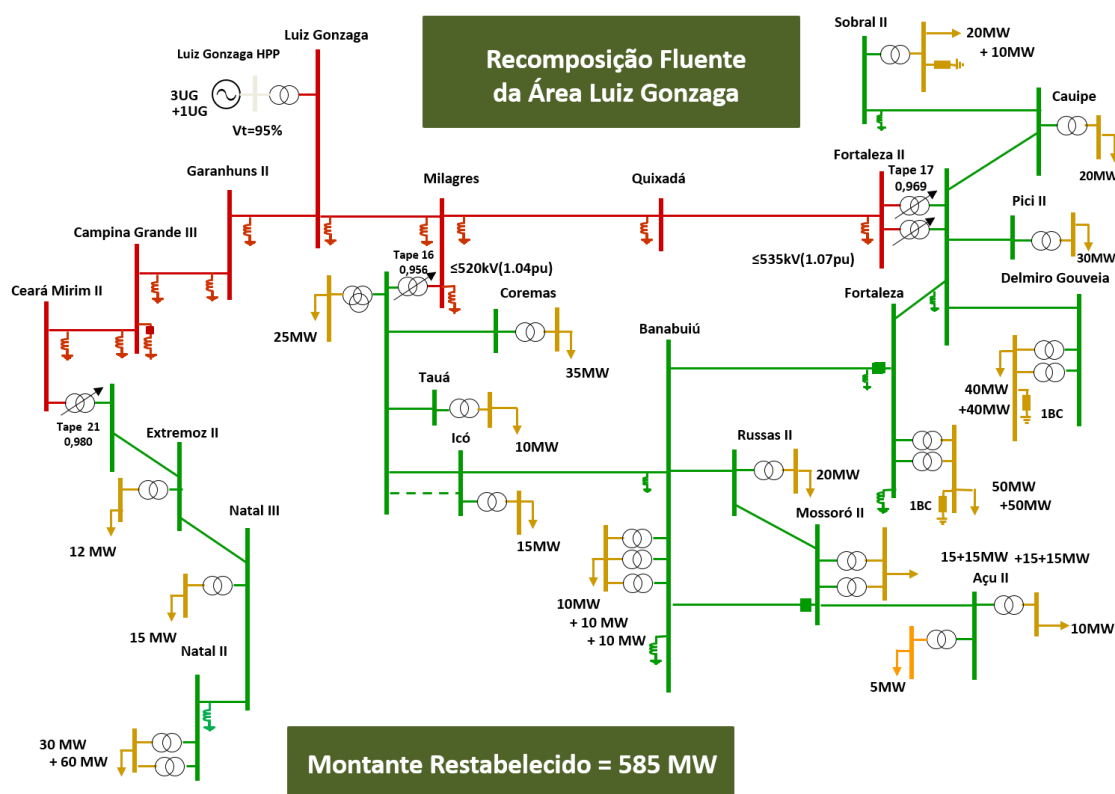 Recomposição Fluente
da Área Luiz Gonzaga
Luiz Gonzaga
Luiz Gonzaga HPP
3UG
+1UG
Vt=95%
Garanhuns II
Campina Grande III
Ceará Mirim II
Tape 21
0,980
Extremoz II
12 MW
Natal III
15 MW
Natal II
30 MW
+ 60 MW
Milagres
Tape 16
0,956
≤520kV(1.04pu)
25MW
Coremas
35MW
Tauá
10MW
Icó
15MW
Quixadá
Banabuiú
10MW
+ 10 MW
+ 10 MW
Russas II
20MW
Mossoró II
15+15MW
+15+15MW
Açu II
10MW
5MW
Sobral II
20MW
+ 10MW
Cauipe
20MW
Fortaleza II
Tape 17
0,969
≤535kV(1.07pu)
Pici II
30MW
Delmiro Gouveia
40MW
+40MW
1BC
Fortaleza
1BC
50MW
+50MW
Montante Restabelecido = 585 MW